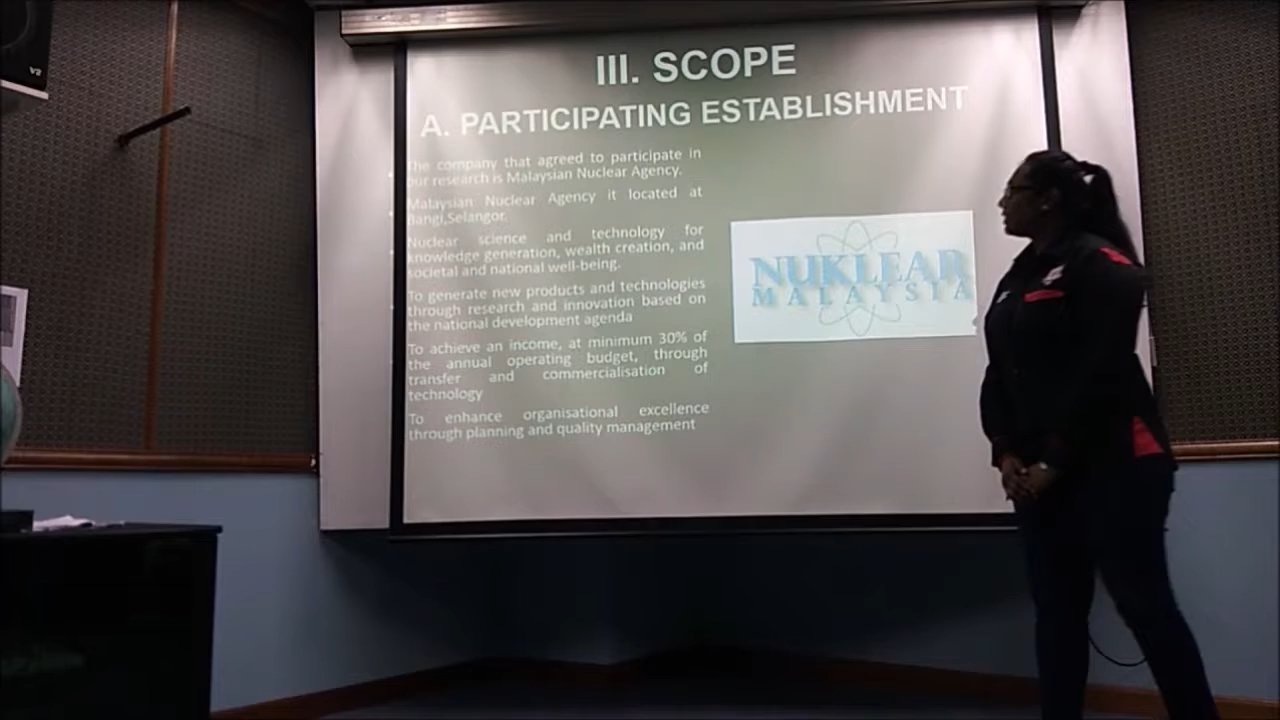 III. SCOPE
A. PARTICIPATING ESTABLISHMENT
The company that agreed to participate in
our research is Malaysian Nuclear Agency.
Malaysian Nuclear Agency it located at
Bangi,Selangor.
Nuclear science and technology for
knowledge generation, wealth creation, and
societal and national well-being.
To generate new products and technologies
through research and innovation based on
the national development agenda
To achieve an income, at minimum 30% of
the annual operating budget, through
transfer and commercialisation of
technology
To enhance organisational excellence
through planning and quality management
NUKLEAR
MALAYSIA
V2